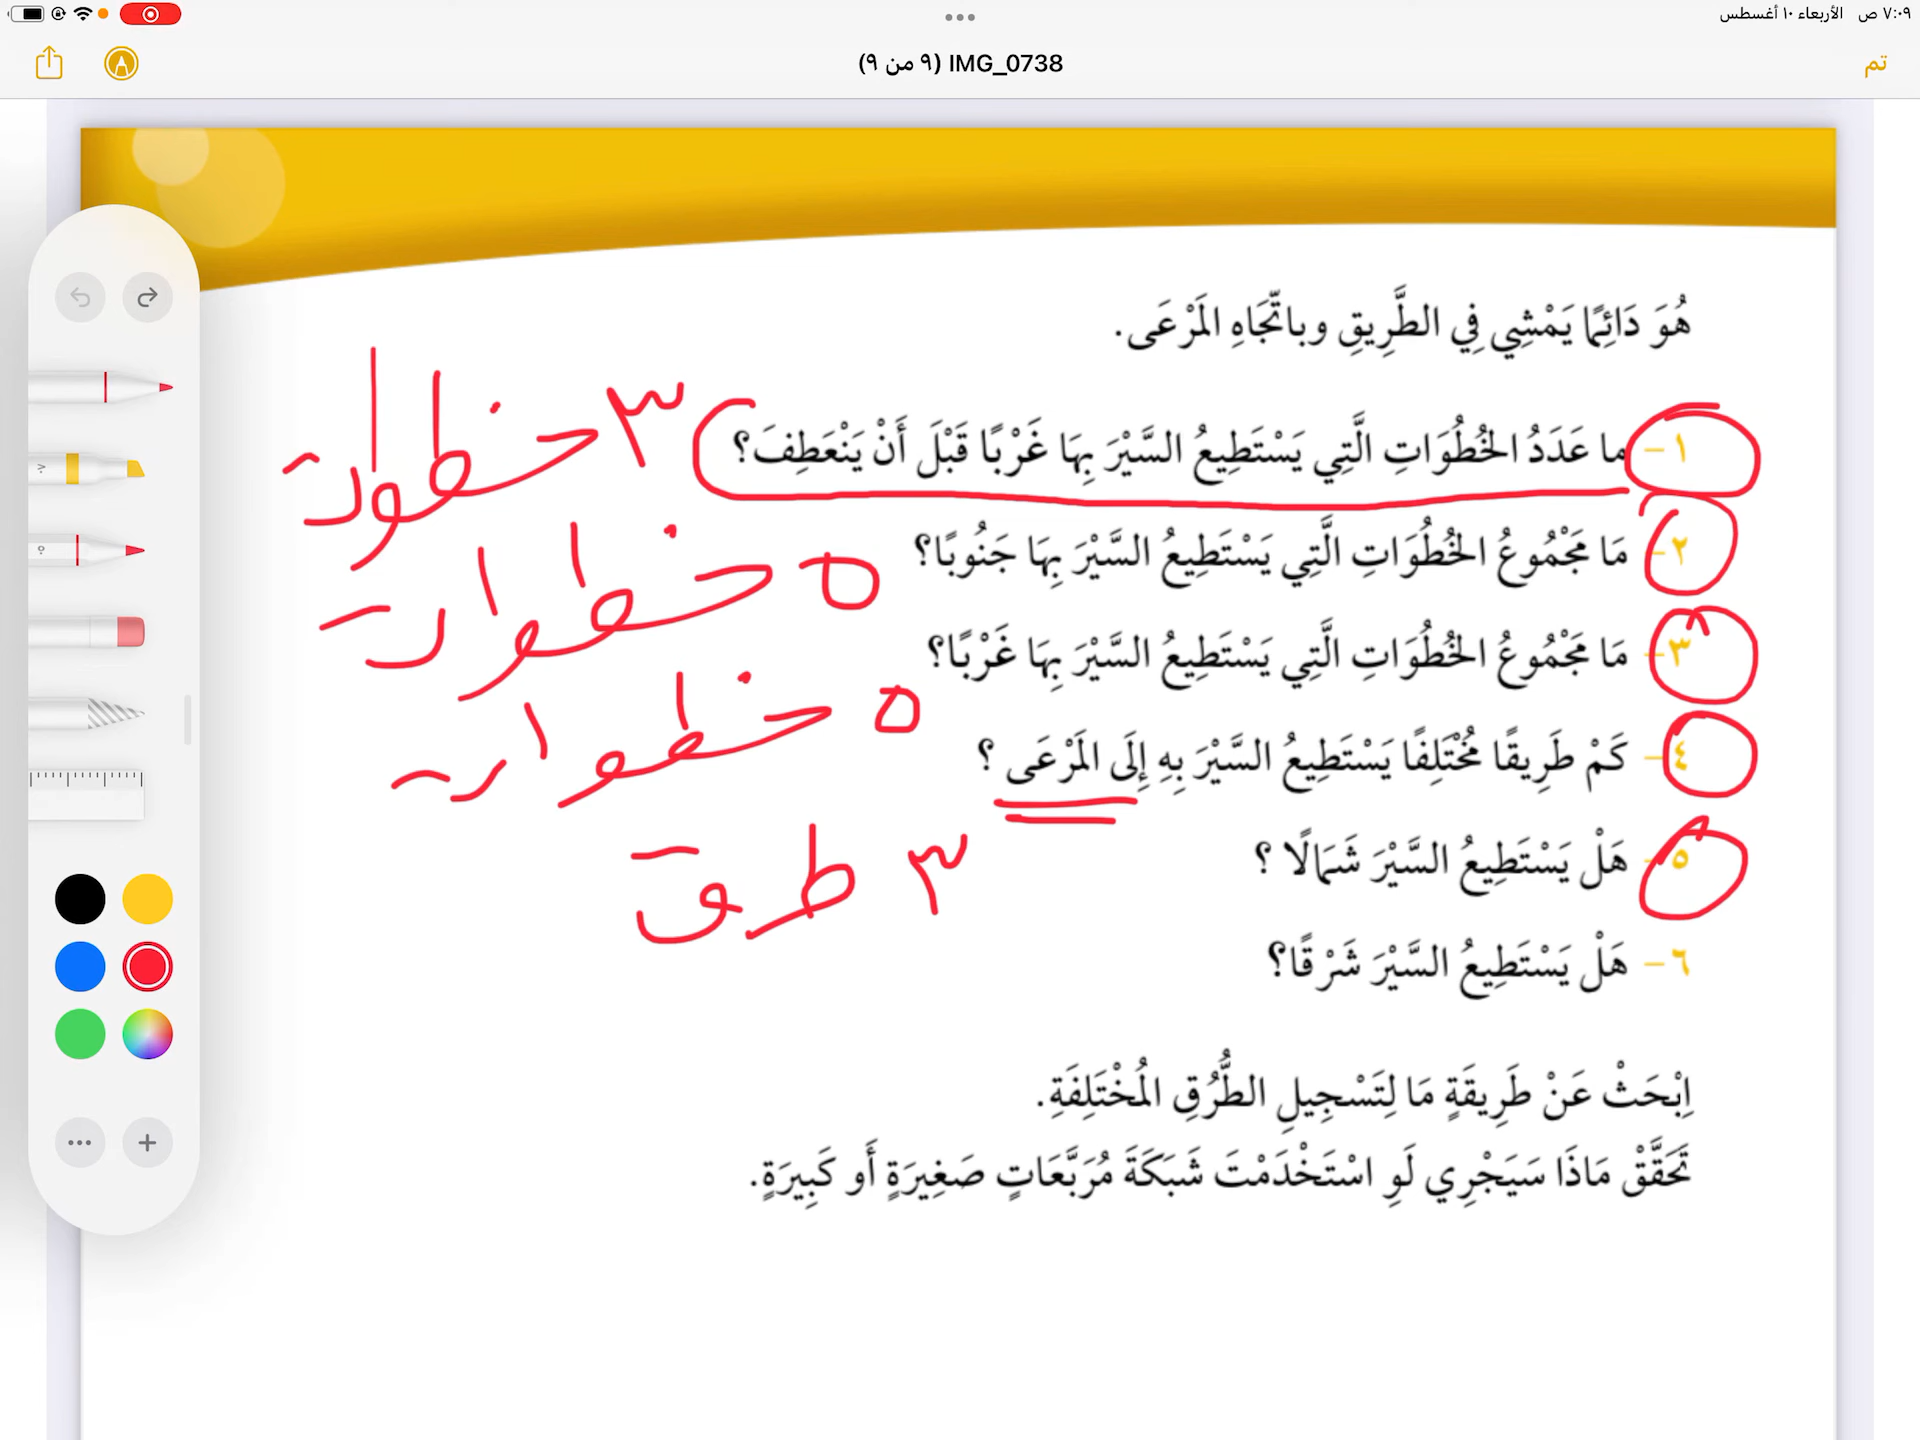 ٧:٠٩ ص الأربعاء ١٠ أغسطس
IMG_0738 (٩ من ٩)
تم
هُوَ دَائِمًا يَمْشِي فِي الطَّرِيقِ وباتّجَاهِ المَرْعَى.
١- ما عَدَدُ الخُطُوَاتِ الَّتِي يَسْتَطِيعُ السَّيْرَ بِهَا غَرْبًا قَبْلَ أَنْ يَنْعَطِفَ؟
٣ خطوات
٢- مَا مَجْمُوعُ الخُطُوَاتِ الَّتِي يَسْتَطِيعُ السَّيْرَ بِهَا جَنُوبًا؟
٥ خطوات
٣- مَا مَجْمُوعُ الخُطُوَاتِ الَّتِي يَسْتَطِيعُ السَّيْرَ بِهَا غَرْبًا؟
٥ خطوات
٤- كَمْ طَرِيقًا مُخْتَلِفًا يَسْتَطِيعُ السَّيْرَ بِهِ إِلَى المَرْعَى ؟
٣ طرق
٥- هَلْ يَسْتَطِيعُ السَّيْرَ شَمَالًا ؟
٦- هَلْ يَسْتَطِيعُ السَّيْرَ شَرْقًا؟
اِبْحَثْ عَنْ طَرِيقَةٍ مَا لِتَسْجِيلِ الطُّرُقِ المُخْتَلِفَةِ.
تَحَقَّقْ مَاذَا سَيَجْرِي لَوِ اسْتَخْدَمْتَ شَبَكَةَ مُرَبَّعَاتٍ صَغِيرَةٍ أَو كَبِيرَةٍ.